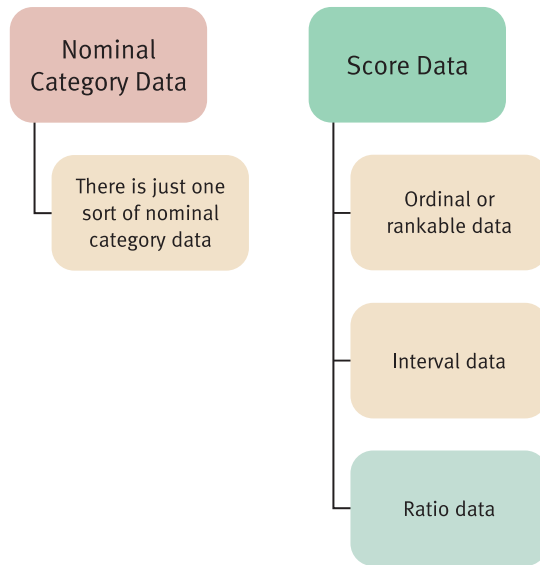 Nominal
Category Data
There is just one
sort of nominal
category data
Score Data
Ordinal or
rankable data
Interval data
Ratio data